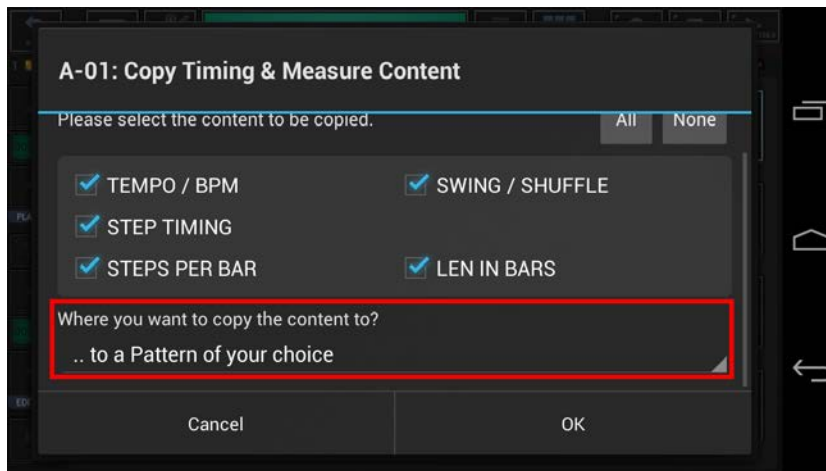 A-01: Copy Timing & Measure Content
Please select the content to be copied.
All
None
TEMPO / BPM
SWING / SHUFFLE
STEP TIMING
STEPS PER BAR
LEN IN BARS
Where you want to copy the content to?
.. to a Pattern of your choice
Cancel
OK